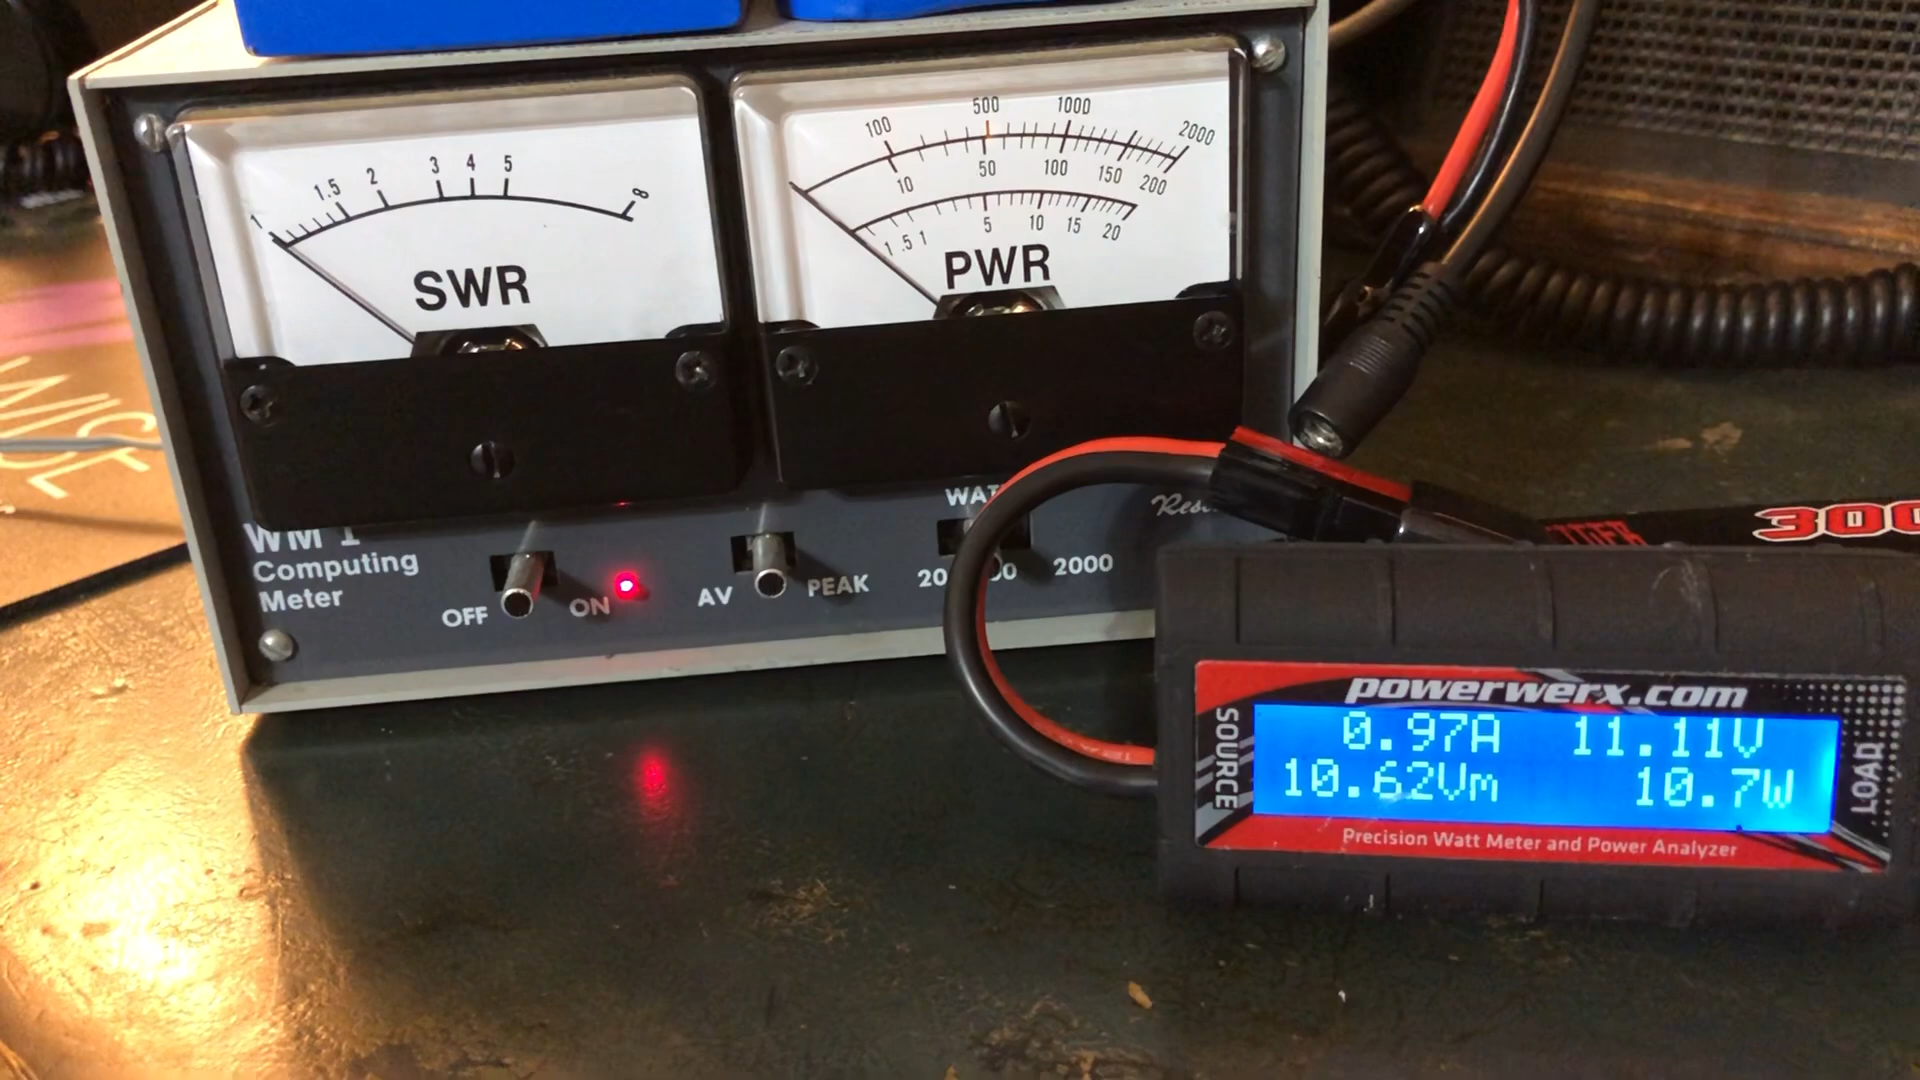 1 1.5 2 3 4 5 8
SWR
100 500 1000 2000
10 50 100 150 200
.1 .5 1 5 10 15 20
PWR
WM 1
Computing
Meter
OFF ON
AV PEAK
2000
SOURCE
powerwerx.com
0.97A 11.11V
10.62Vm 10.7W
Precision Watt Meter and Power Analyzer
LOAD